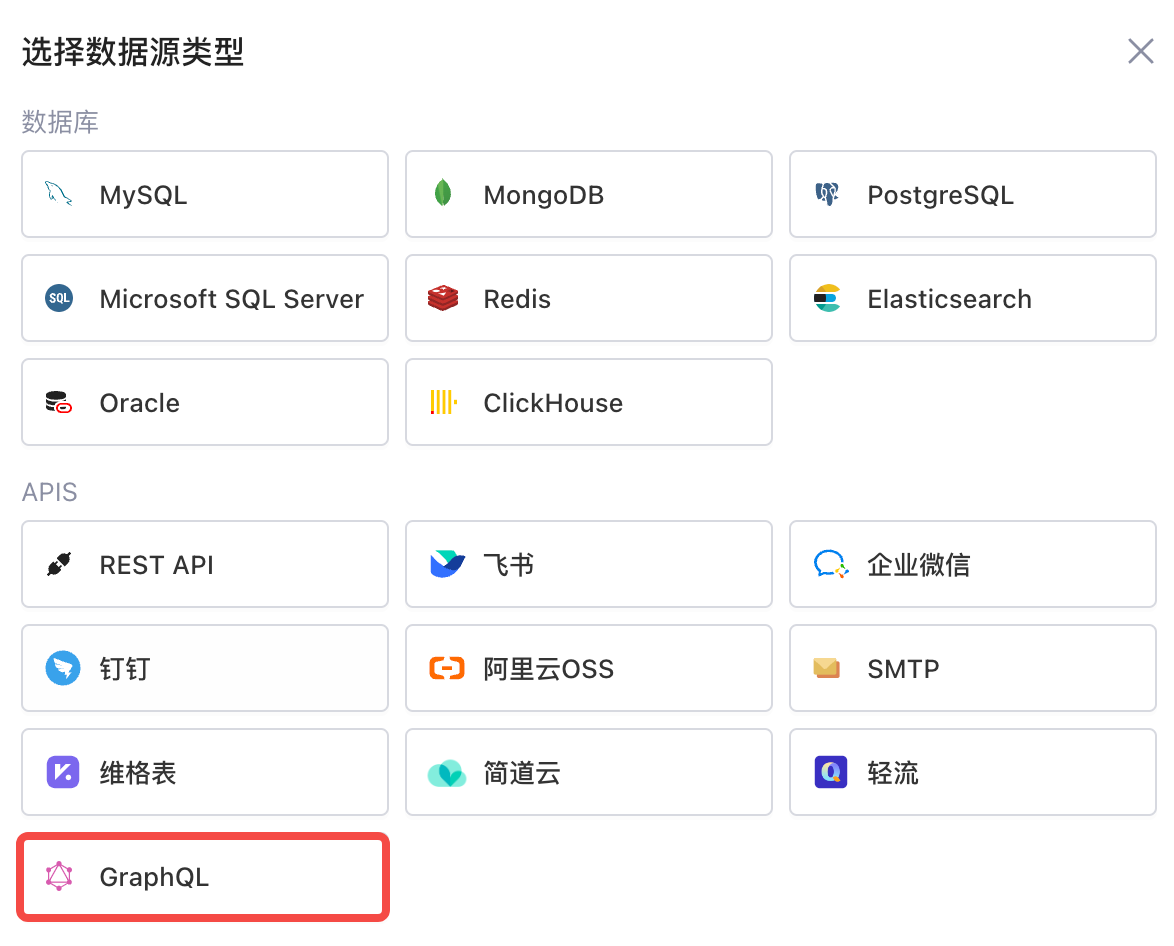 选择数据源类型
数据库
MySQL
MongoDB
PostgreSQL
SQL
Microsoft SQL Server
Redis
Elasticsearch
Oracle
ClickHouse
APIS
REST API
飞书
企业微信
钉钉
阿里云OSS
SMTP
维格表
简道云
轻流
GraphQL